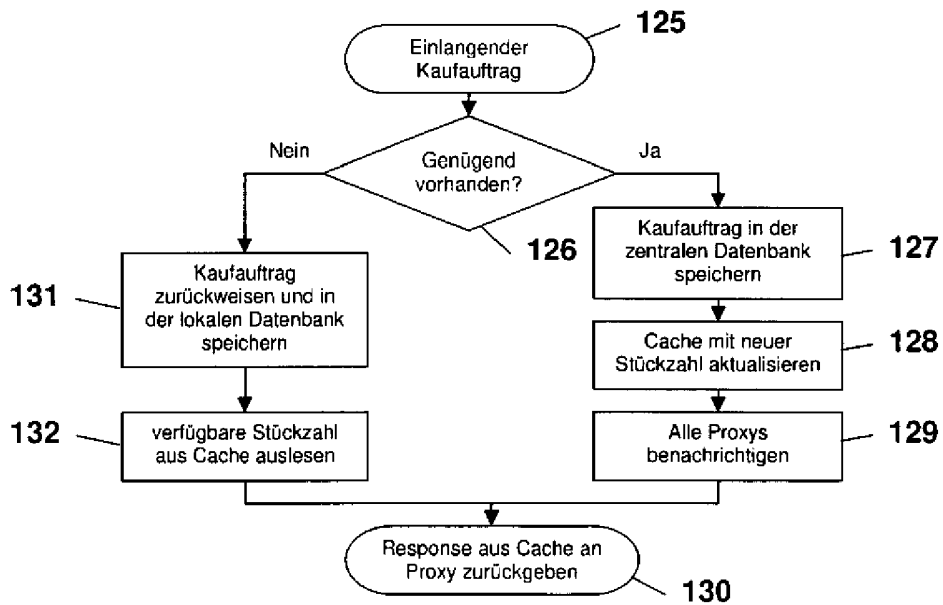 125
Einlangender
Kaufauftrag
Nein
Ja
Genügend
vorhanden?
126
Kaufauftrag in der
zentralen Datenbank
speichern
127
131
Kaufauftrag
zurückweisen und in
der lokalen Datenbank
speichern
Cache mit neuer
Stückzahl aktualisieren
128
132
verfügbare Stückzahl
aus Cache auslesen
Alle Proxys
benachrichtigen
129
Response aus Cache an
Proxy zurückgeben
130